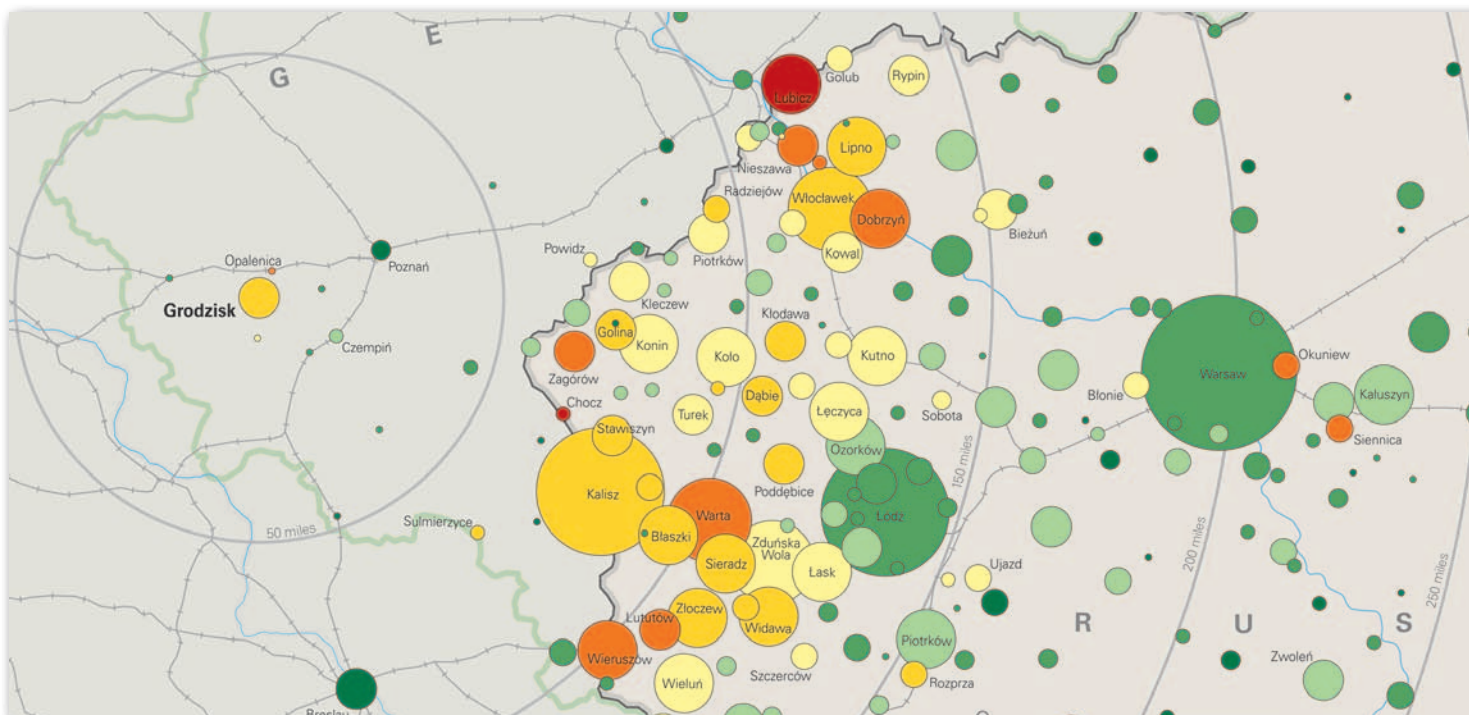 G
E
Golub
Rypin
Lubicz
Nieszawa
Lipno
Radziejów
Włocławek
Dobrzyń
Bieżuń
Powidz
Piotrków
Kowal
Opalenica
Poznań
Grodzisk
Kleczew
Kłodawa
Golina
Konin
Koło
Kutno
Czempiń
Zagórów
Okuniew
Warsaw
Błonie
Kałuszyn
Dąbie
Chocz
Turek
Łęczyca
Sobota
Siennica
Stawiszyn
Ozorków
150 miles
Poddębice
Kalisz
Łodz
50 miles
Sulmierzyce
Warta
Błaszki
Zduńska
Wola
Sieradz
Łask
Ujazd
200 miles
250 miles
Złoczew
Lututów
Widawa
R
U
S
Piotrków
Wieruszów
Szczerców
Zwoleń
Wieluń
Rozprza
Breslau